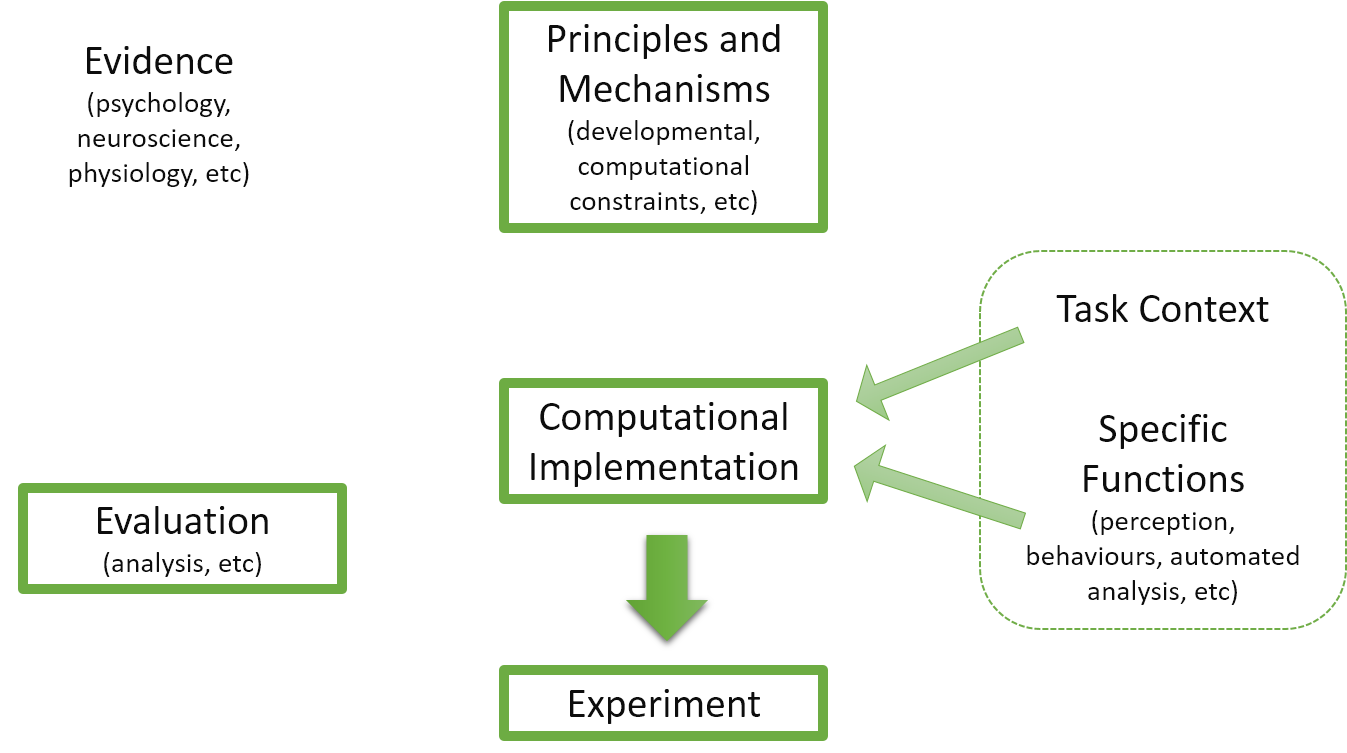 Evidence
(psychology,
neuroscience,
physiology, etc)
Principles and
Mechanisms
(developmental,
computational
constraints, etc)
Task Context
Computational
Implementation
Specific
Functions
(perception,
behaviours, automated
analysis, etc)
Evaluation
(analysis, etc)
Experiment